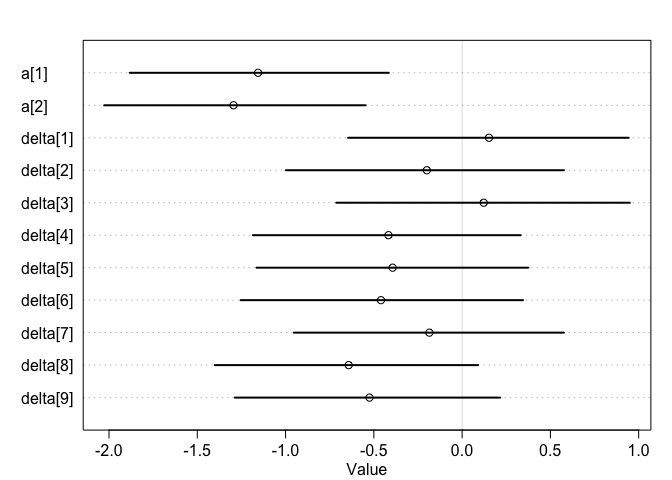 a[1]
a[2]
delta[1]
delta[2]
delta[3]
delta[4]
delta[5]
delta[6]
delta[7]
delta[8]
delta[9]
-2.0 -1.5 -1.0 -0.5 0.0 0.5 1.0
Value